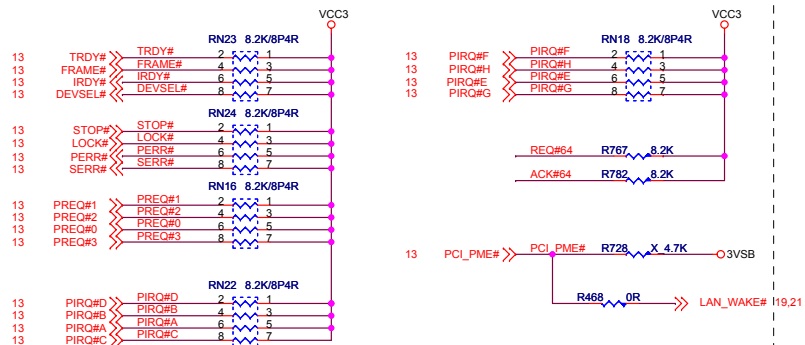 VCC3 VCC3
RN23 8.2K/8P4R RN18 8.2K/8P4R
13 TRDY# TRDY# 2 1 13 PIRQ#F PIRQ#F 2 1
13 FRAME# FRAME# 4 3 13 PIRQ#H PIRQ#H 4 3
13 IRDY# IRDY# 6 5 13 PIRQ#E PIRQ#E 6 5
13 DEVSEL# DEVSEL# 8 7 13 PIRQ#G PIRQ#G 8 7
RN24 8.2K/8P4R
13 STOP# STOP# 2 1
13 LOCK# LOCK# 4 3
13 PERR# PERR# 6 5 REQ#64 R767 8.2K
13 SERR# SERR# 8 7
ACK#64 R782 8.2K
RN16 8.2K/8P4R
13 PREQ#1 PREQ#1 2 1
13 PREQ#2 PREQ#2 4 3
13 PREQ#0 PREQ#0 6 5
13 PREQ#3 PREQ#3 8 7
13 PCI_PME# PCI_PME# R728 X_4.7K 3VSB
RN22 8.2K/8P4R
13 PIRQ#D PIRQ#D 2 1 R468 0R LAN_WAKE# 19,21
13 PIRQ#B PIRQ#B 4 3
13 PIRQ#A PIRQ#A 6 5
13 PIRQ#C PIRQ#C 8 7